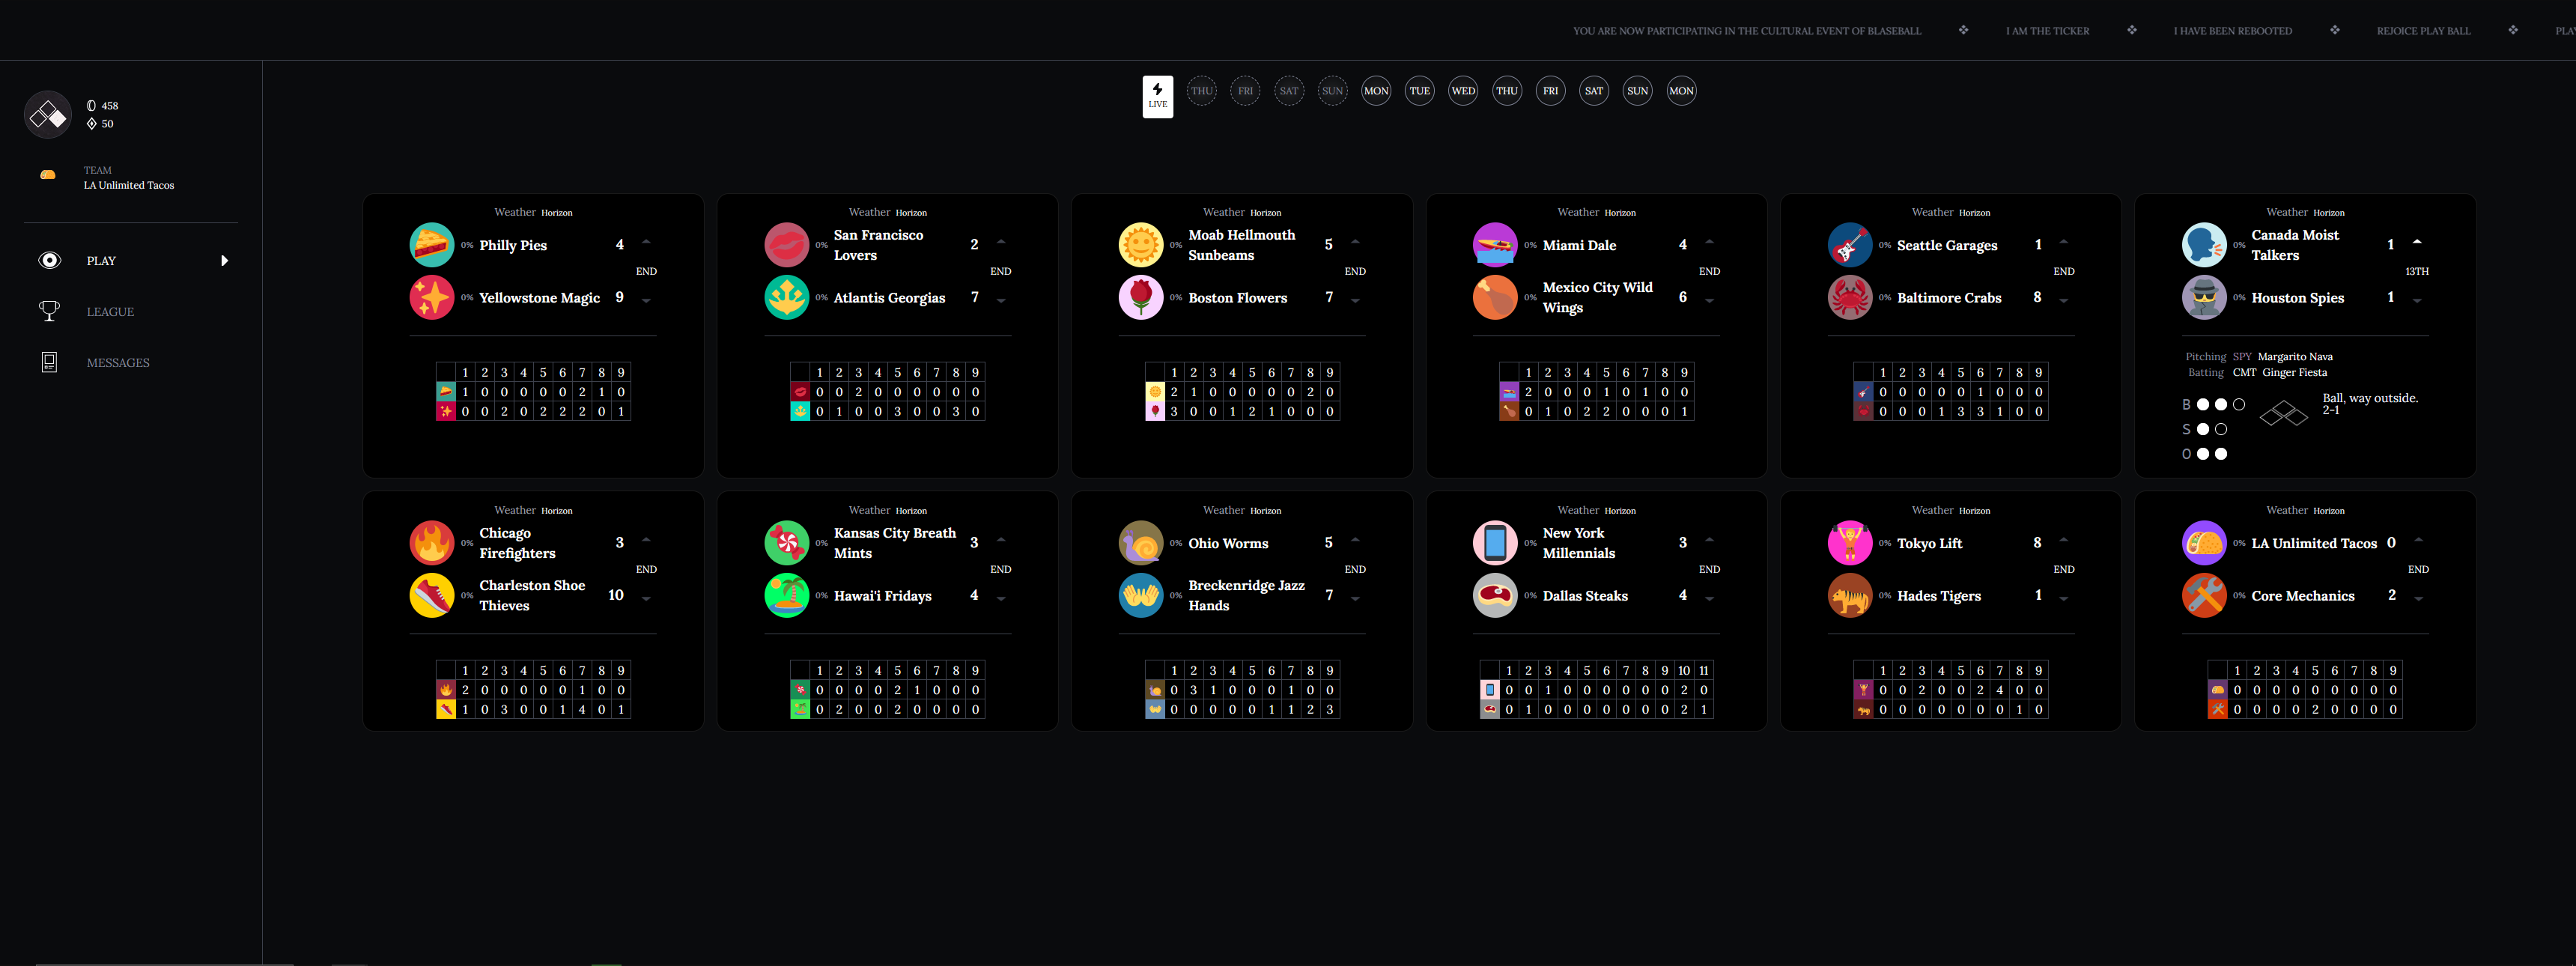 YOU ARE NOW PARTICIPATING IN THE CULTURAL EVENT OF BLASEBALL ❖ I AM THE TICKER ❖ I HAVE BEEN REBOOTED ❖ REJOICE PLAY BALL ❖ PLA
458
50
TEAM
LA Unlimited Tacos
PLAY
LEAGUE
MESSAGES
LIVE THU FRI SAT SUN MON TUE WED THU FRI SAT SUN MON
Weather Horizon
0% Philly Pies 4
END
0% Yellowstone Magic 9
1 2 3 4 5 6 7 8 9
1 0 0 0 0 0 2 1 0
0 0 2 0 2 2 2 0 1
Weather Horizon
0% San Francisco
Lovers 2
END
0% Atlantis Georgias 7
1 2 3 4 5 6 7 8 9
0 0 2 0 0 0 0 0 0
0 1 0 0 3 0 0 3 0
Weather Horizon
0% Moab Hellmouth
Sunbeams 5
END
0% Boston Flowers 7
1 2 3 4 5 6 7 8 9
2 1 0 0 0 0 0 2 0
3 0 0 1 2 1 0 0 0
Weather Horizon
0% Miami Dale 4
END
0% Mexico City Wild
Wings 6
1 2 3 4 5 6 7 8 9
2 0 0 0 1 0 1 0 0
0 1 0 2 2 0 0 0 1
Weather Horizon
0% Seattle Garages 1
END
0% Baltimore Crabs 8
1 2 3 4 5 6 7 8 9
0 0 0 0 0 1 0 0 0
0 0 0 1 3 3 1 0 0
Weather Horizon
0% Canada Moist
Talkers 1
13TH
0% Houston Spies 1
Pitching SPY Margarito Nava
Batting CMT Ginger Fiesta
B
S
O
Ball, way outside.
2-1
Weather Horizon
0% Chicago
Firefighters 3
END
0% Charleston Shoe
Thieves 10
1 2 3 4 5 6 7 8 9
2 0 0 0 0 0 1 0 0
1 0 3 0 0 1 4 0 1
Weather Horizon
0% Kansas City Breath
Mints 3
END
0% Hawai'i Fridays 4
1 2 3 4 5 6 7 8 9
0 0 0 0 2 1 0 0 0
0 2 0 0 2 0 0 0 0
Weather Horizon
0% Ohio Worms 5
END
0% Breckenridge Jazz
Hands 7
1 2 3 4 5 6 7 8 9
0 3 1 0 0 0 1 0 0
0 0 0 0 0 1 1 2 3
Weather Horizon
0% New York
Millennials 3
END
0% Dallas Steaks 4
1 2 3 4 5 6 7 8 9 10 11
0 0 1 0 0 0 0 0 0 2 0
0 1 0 0 0 0 0 0 0 2 1
Weather Horizon
0% Tokyo Lift 8
END
0% Hades Tigers 1
1 2 3 4 5 6 7 8 9
0 0 2 0 0 2 4 0 0
0 0 0 0 0 0 0 1 0
Weather Horizon
0% LA Unlimited Tacos 0
END
0% Core Mechanics 2
1 2 3 4 5 6 7 8 9
0 0 0 0 0 0 0 0 0
0 0 0 0 2 0 0 0 0